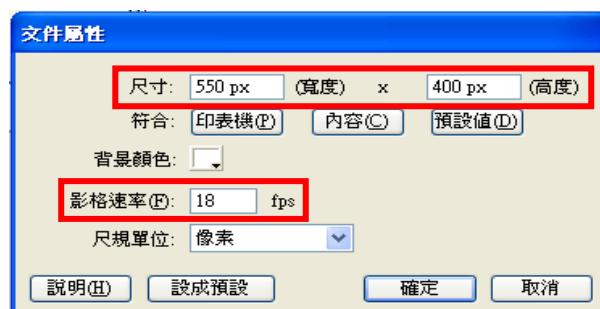 文件屬性
尺寸: 550 px (寬度) x 400 px (高度)
符合: 印表機(P) 內容(C) 預設值(D)
背景顏色:
影格速率(F): 18 fps
尺規單位: 像素
說明(H) 設成預設 確定 取消